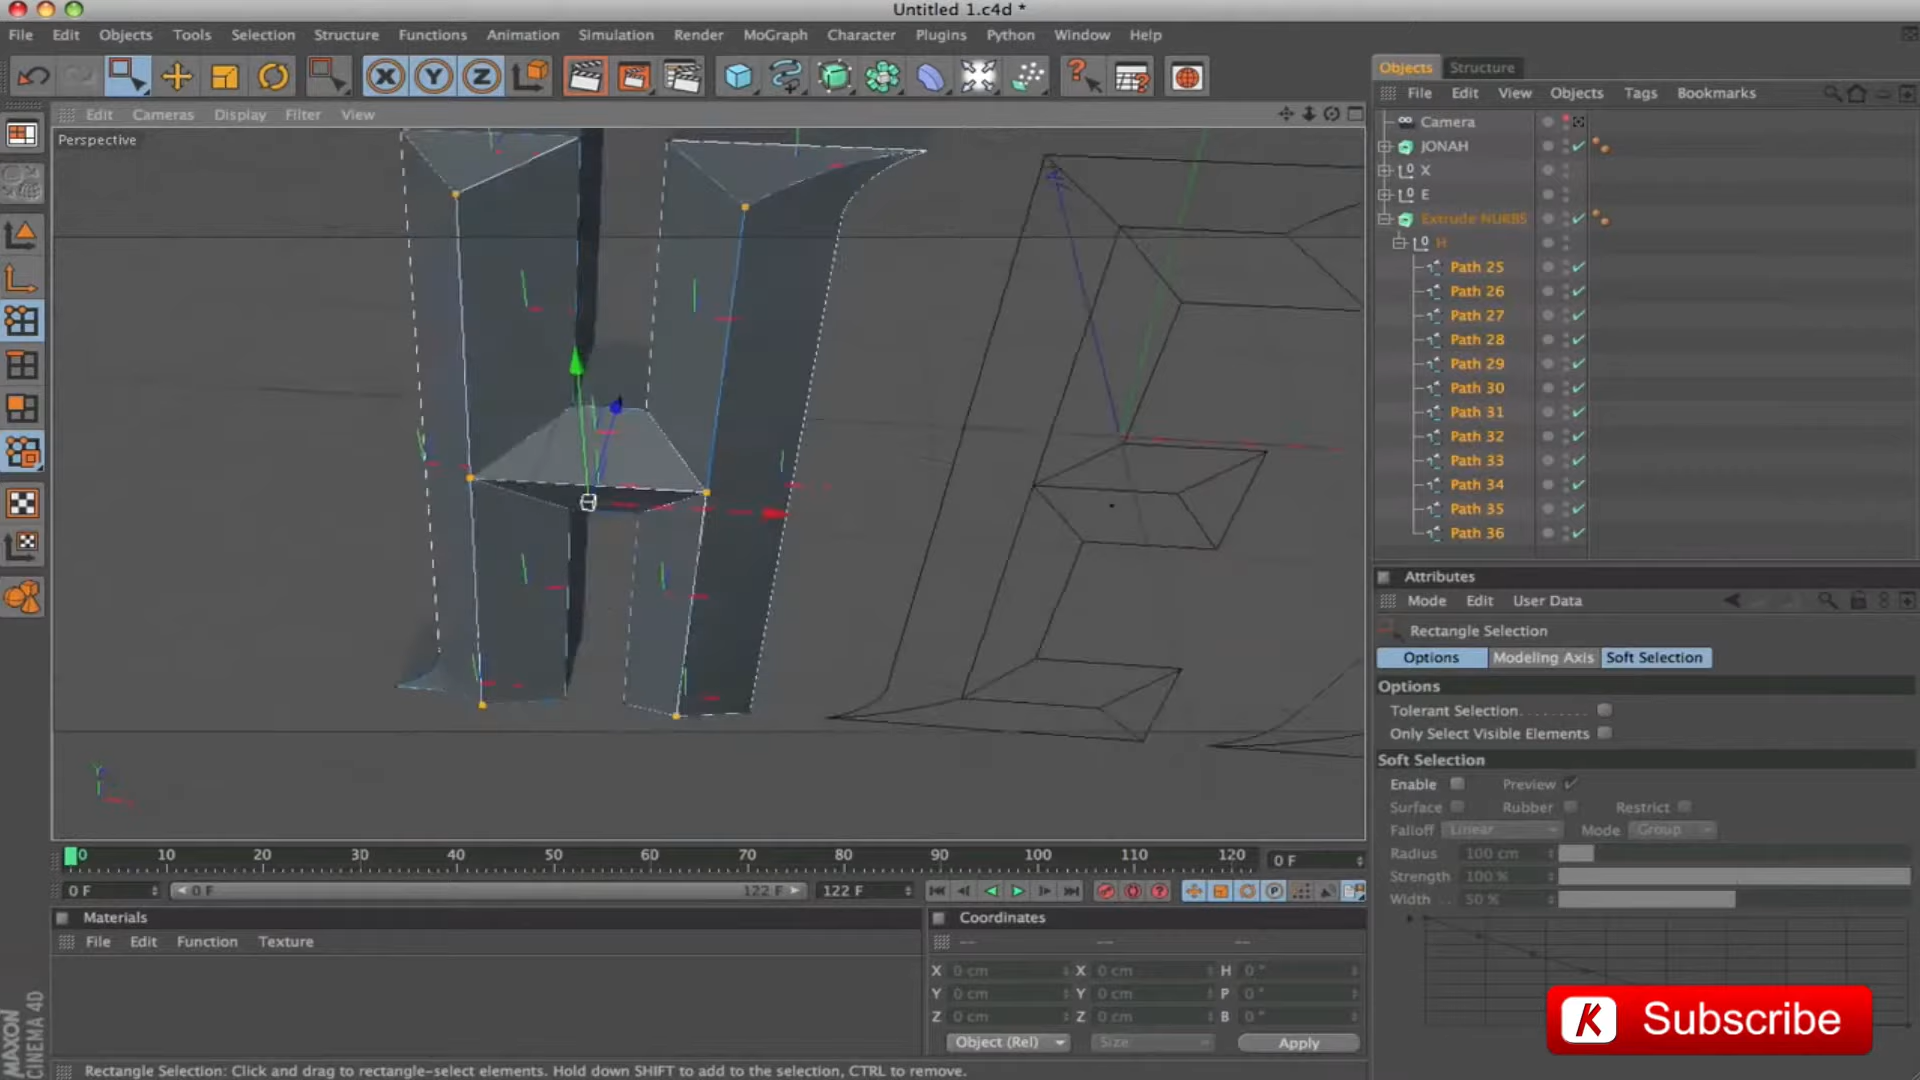 Untitled 1.c4d *
File Edit Objects Tools Selection Structure Functions Animation Simulation Render MoGraph Character Plugins Python Window Help
X Y Z
Edit Cameras Display Filter View
Perspective
Objects Structure
File Edit View Objects Tags Bookmarks
Camera
JONAH
X
E
Extrude NURBS
H
Path 25
Path 26
Path 27
Path 28
Path 29
Path 30
Path 31
Path 32
Path 33
Path 34
Path 35
Path 36
Attributes
Mode Edit User Data
Rectangle Selection
Options Modeling Axis Soft Selection
Options
Tolerant Selection
Only Select Visible Elements
Soft Selection
Enable Preview
Surface Rubber Restrict
Falloff Linear Mode Group
Radius 100 cm
Strength 100 %
Width 50 %
0 10 20 30 40 50 60 70 80 90 100 110 120 0 F
0 F 0 F 122 F 122 F
Materials
File Edit Function Texture
Coordinates
-- -- --
X 0 cm X 0 cm H 0 °
Y 0 cm Y 0 cm P 0 °
Z 0 cm Z 0 cm B 0 °
Object (Rel) Size Apply
MAXON
CINEMA 4D
K Subscribe
Rectangle Selection: Click and drag to rectangle-select elements. Hold down SHIFT to add to the selection, CTRL to remove.